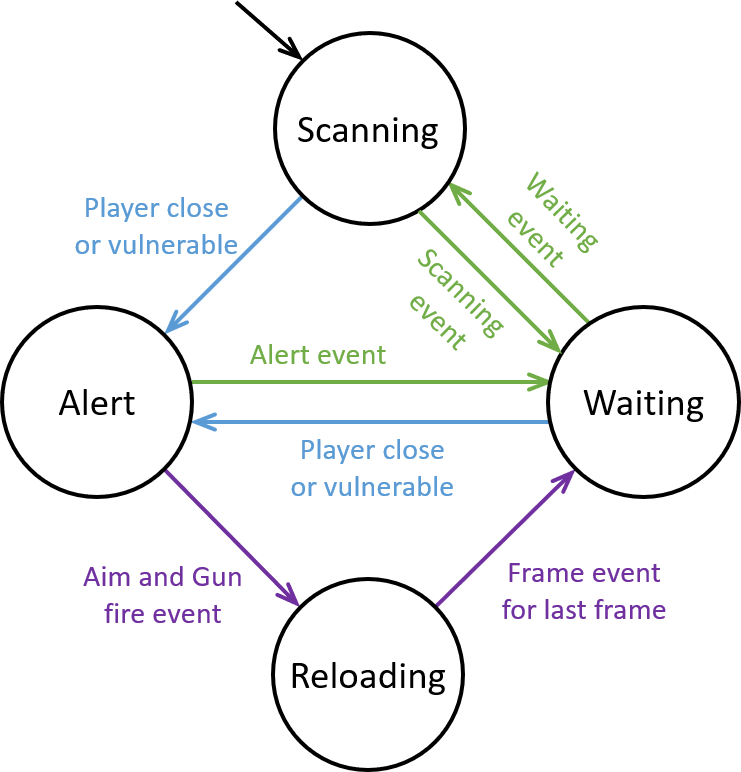 Scanning
Player close
or vulnerable
Waiting
event
Scanning
event
Alert event
Alert
Waiting
Player close
or vulnerable
Aim and Gun
fire event
Frame event
for last frame
Reloading